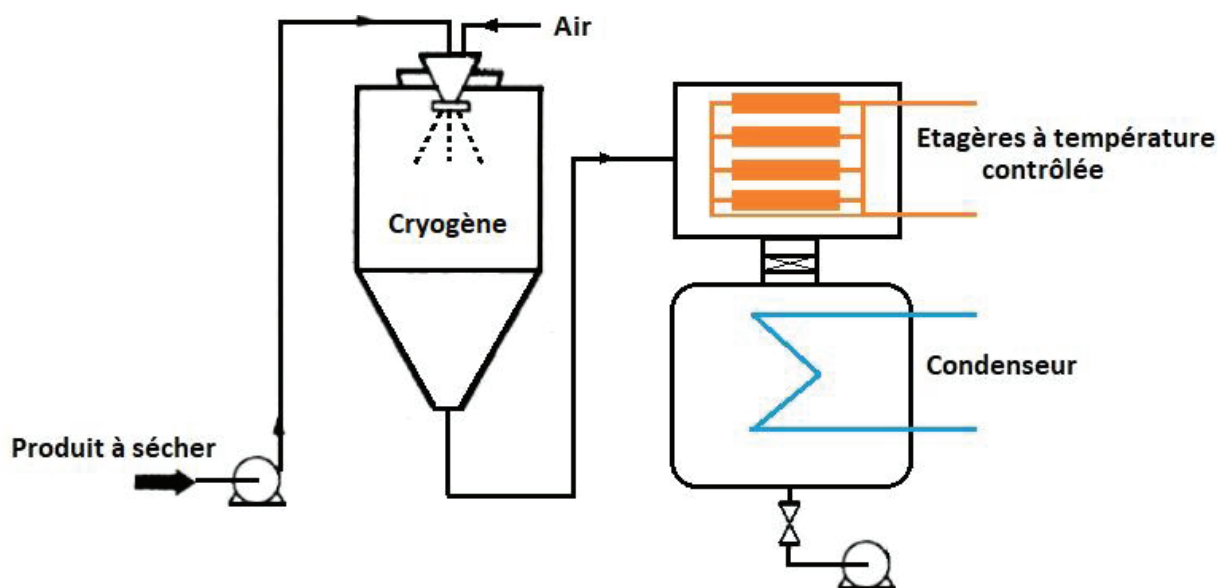 Air
Etagères à température
contrôlée
Cryogène
Condenseur
Produit à sécher